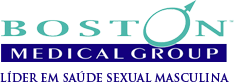 BOSTON
MEDICAL GROUP
LÍDER EM SAÚDE SEXUAL MASCULINA